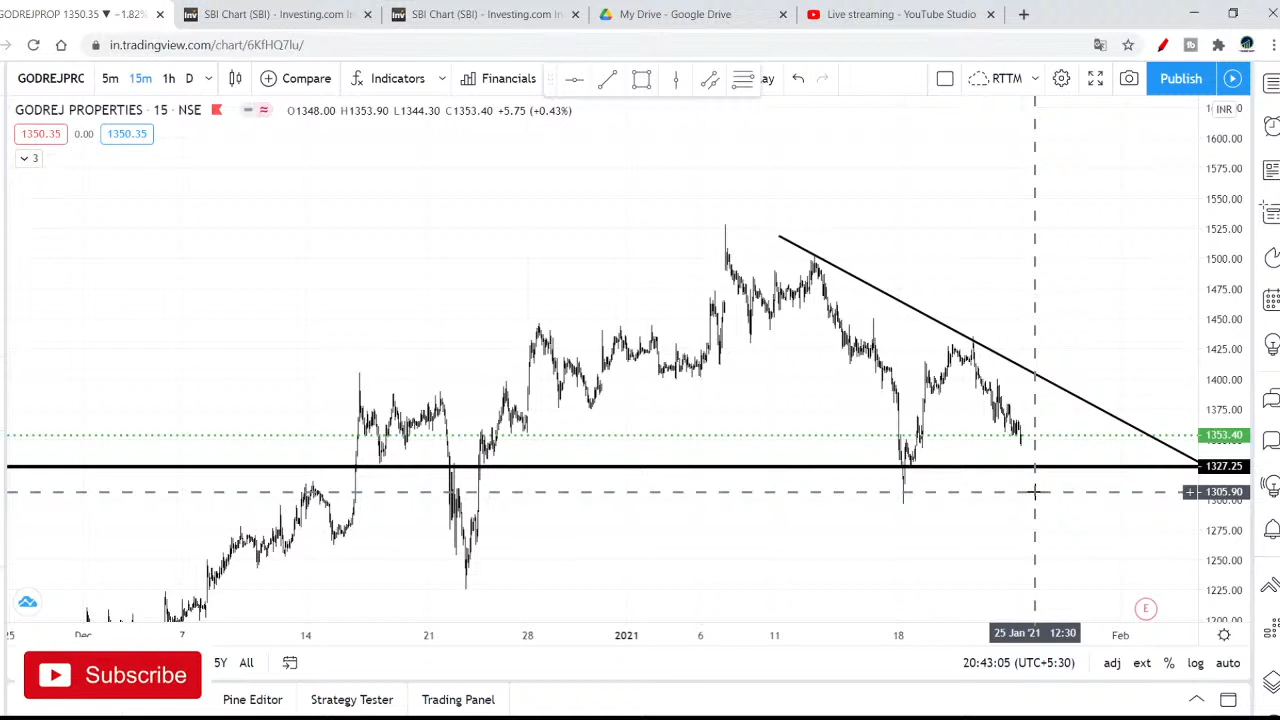 GODREJPROP 1350.35 ▼ −1.82%
SBI Chart (SBI) - Investing.com In
SBI Chart (SBI) - Investing.com In
My Drive - Google Drive
Live streaming - YouTube Studio
in.tradingview.com/chart/6KfHQ7lu/
GODREJPRC 5m 15m 1h D Compare Indicators Financials RTTM Publish
GODREJ PROPERTIES · 15 · NSE O1348.00 H1353.90 L1344.30 C1353.40 +5.75 (+0.43%)
INR
1350.35 0.00 1350.35
3
1600.00
1575.00
1550.00
1525.00
1500.00
1475.00
1450.00
1425.00
1400.00
1375.00
1353.40
1327.25
1305.90
1300.00
1275.00
1250.00
1225.00
1200.00
E
25 Dec 7 14 21 28 2021 6 11 18 25 Jan '21 12:30 Feb
Subscribe
5Y All 20:43:05 (UTC+5:30) adj ext % log auto
Pine Editor Strategy Tester Trading Panel